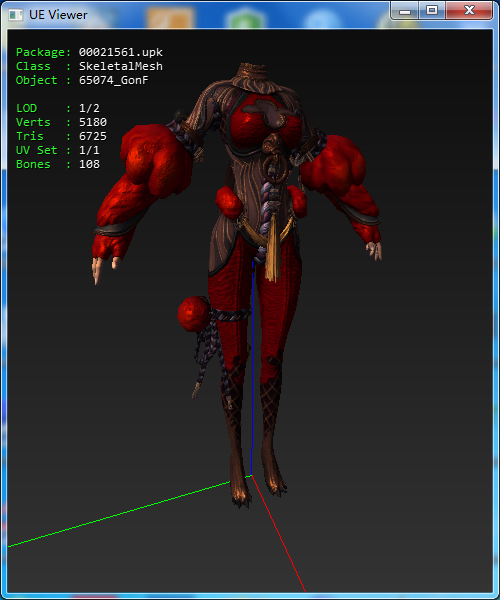 UE Viewer
Package: 00021561.upk
Class : SkeletalMesh
Object : 65074_GonF
LOD : 1/2
Verts : 5180
Tris : 6725
UV Set : 1/1
Bones : 108